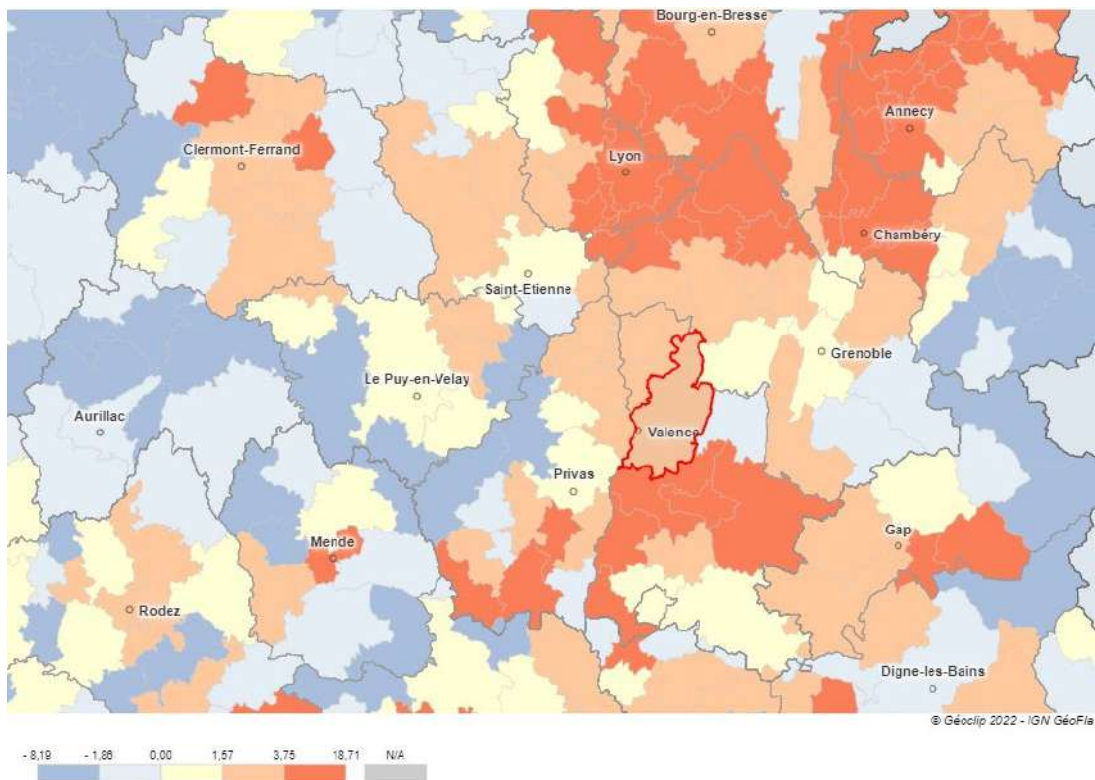 Bourg-en-Bresse
Annecy
Clermont-Ferrand
Lyon
Chambéry
Saint-Etienne
Grenoble
Le Puy-en-Velay
Aurillac
Valence
Privas
Gap
Mende
Rodez
Digne-les-Bains
© Géoclip 2022 - IGN GéoFla
- 8,19 - 1,86 0,00 1,57 3,75 18,71 N/A